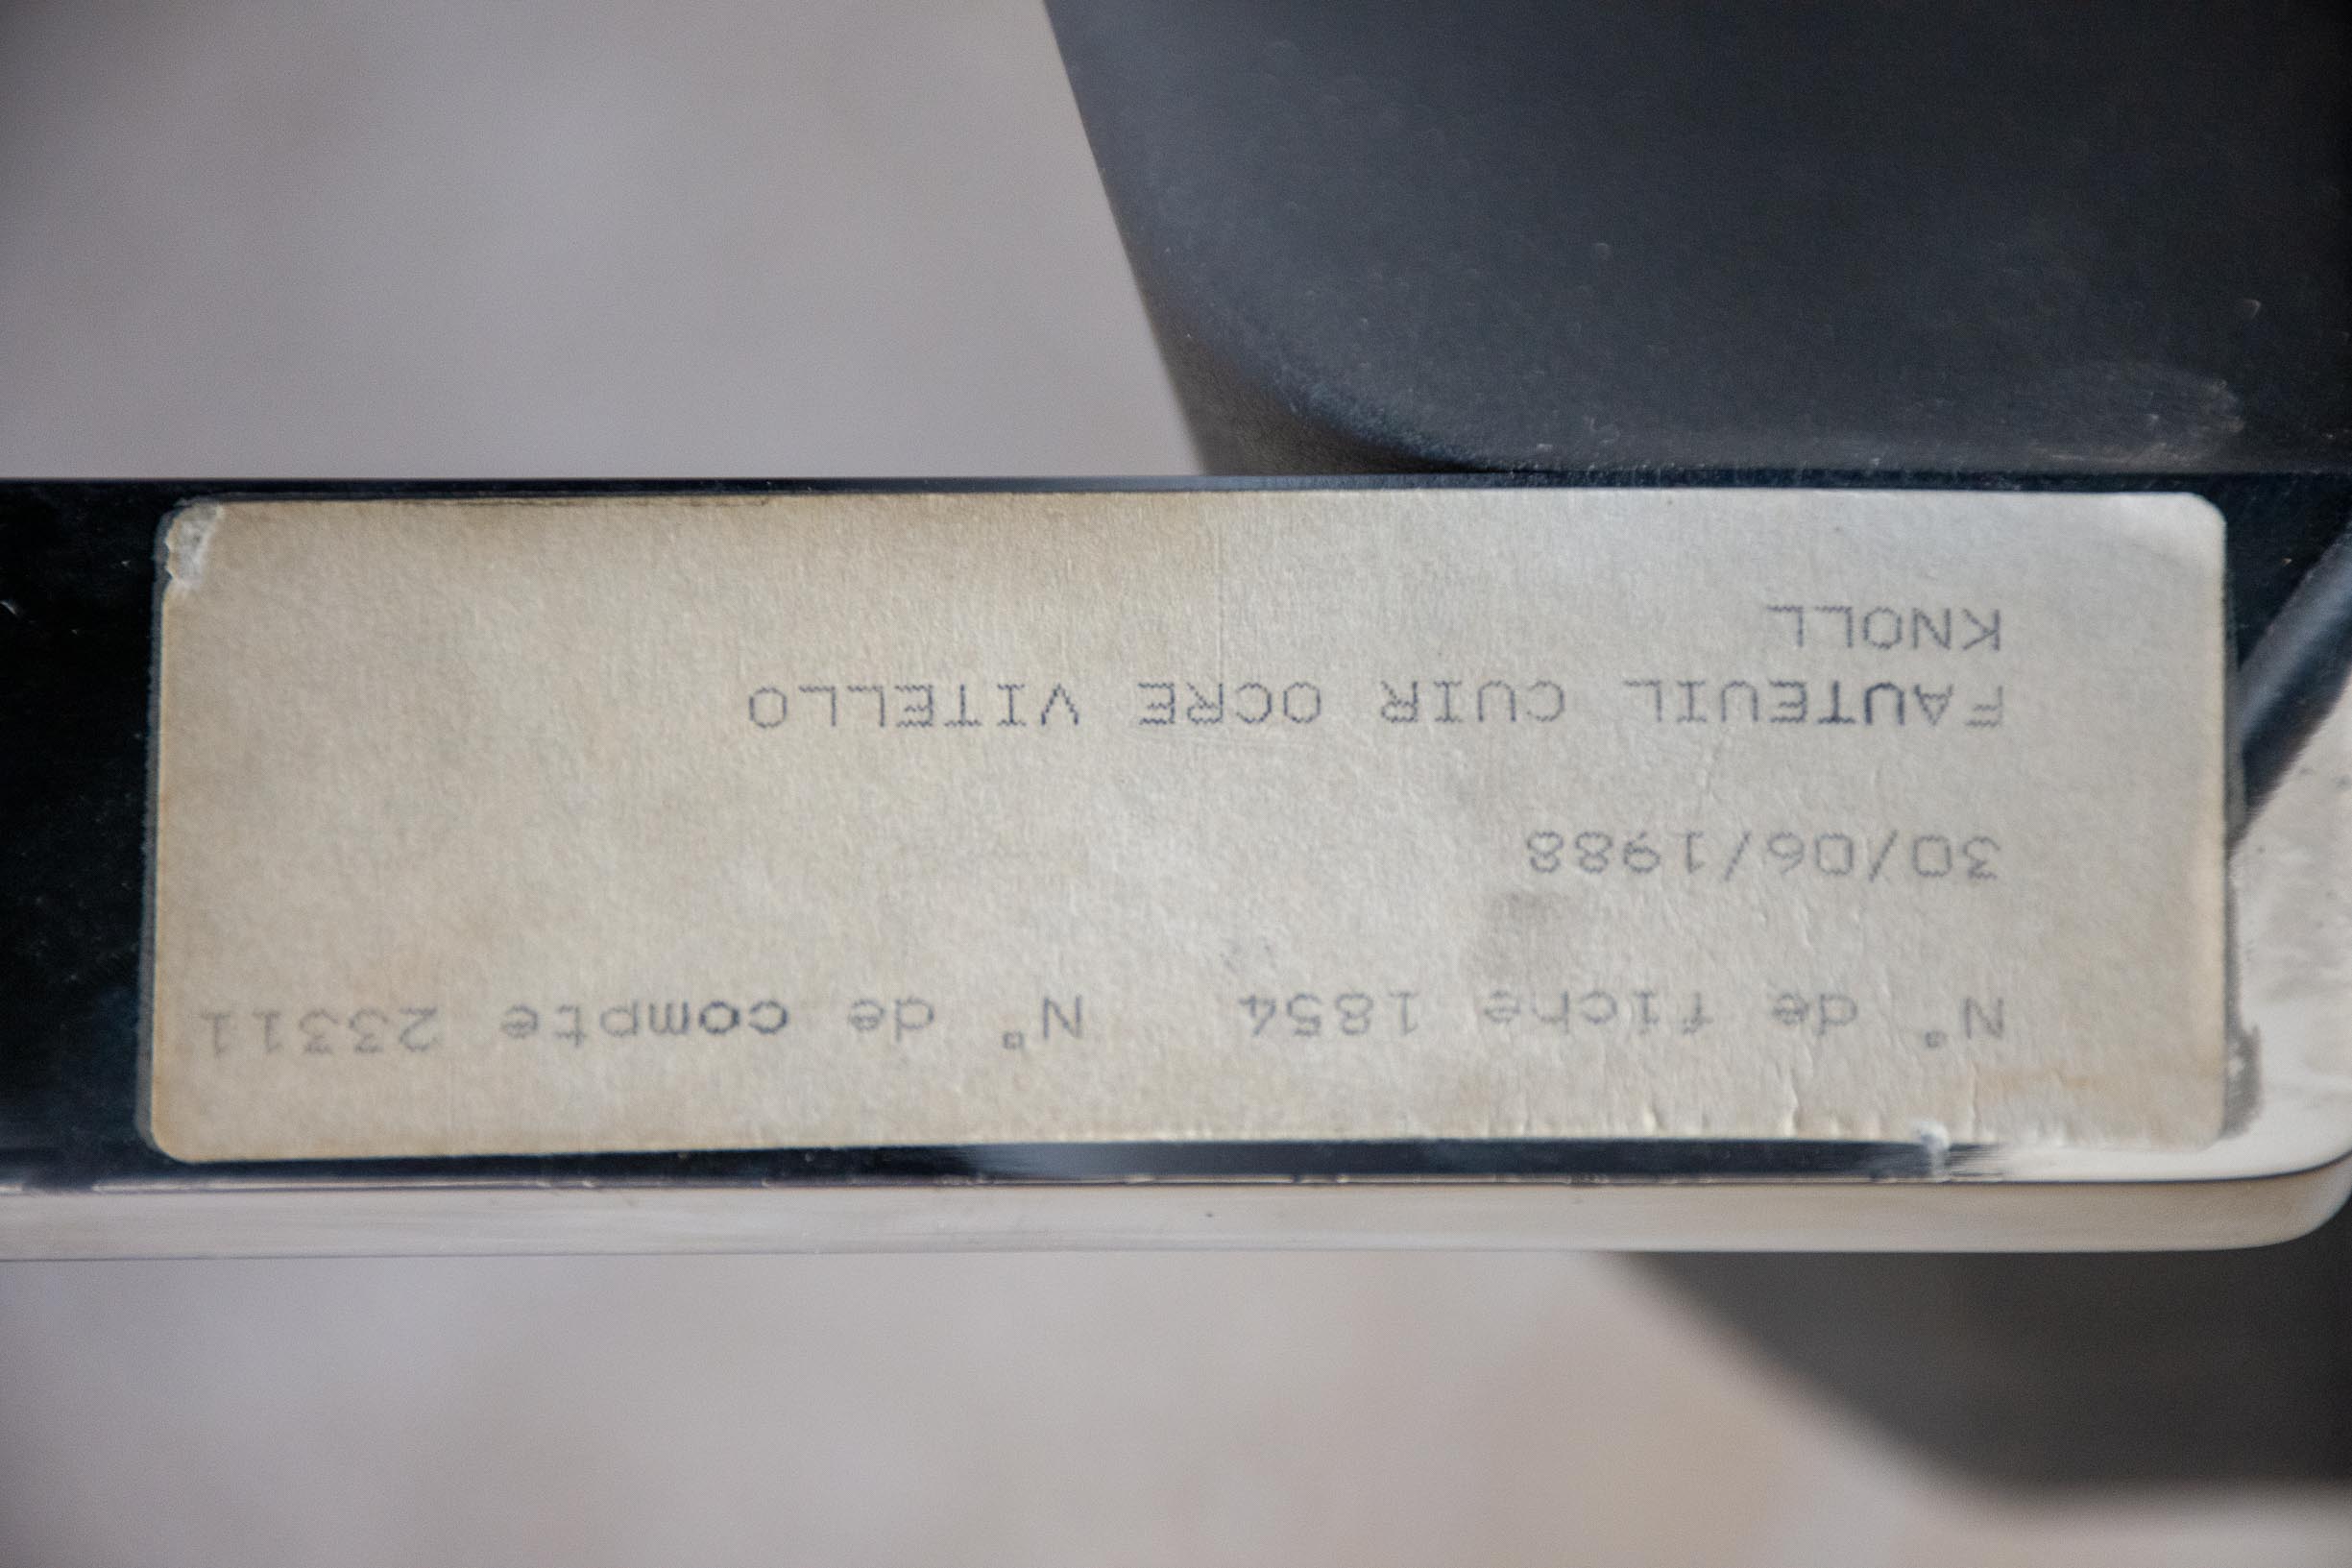 N° de fiche 1854 N° de compte 23311
30/06/1988
FAUTEUIL CUIR OCRE VITELLO
KNOLL